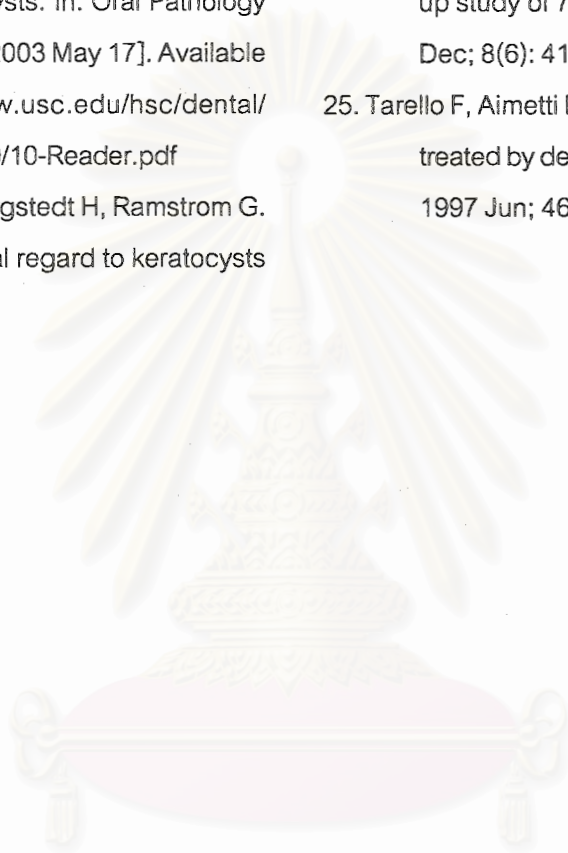 ysts. In: Oral Pathology
2003 May 17]. Available
w.usc.edu/hsc/dental/
/10-Reader.pdf
gstedt H, Ramstrom G.
al regard to keratocysts
up study of 7
Dec; 8(6): 41
25. Tarello F, Aimetti
treated by de
1997 Jun; 46